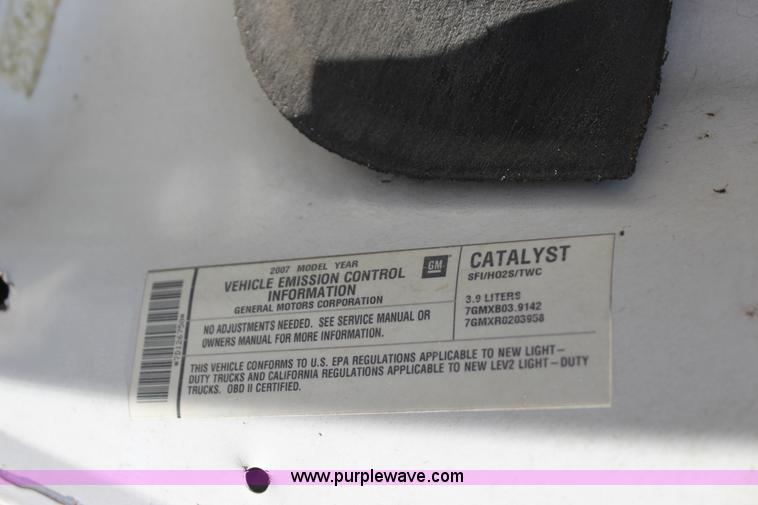 2007 MODEL YEAR
VEHICLE EMISSION CONTROL
INFORMATION
GENERAL MOTORS CORPORATION
GM
NO ADJUSTMENTS NEEDED. SEE SERVICE MANUAL OR
OWNERS MANUAL FOR MORE INFORMATION.
CATALYST
SFI/HO2S/TWC
3.9 LITERS
7GMXB03.9142
7GMXR0203958
THIS VEHICLE CONFORMS TO U.S. EPA REGULATIONS APPLICABLE TO NEW LIGHT-
DUTY TRUCKS AND CALIFORNIA REGULATIONS APPLICABLE TO NEW LEV2 LIGHT-DUTY
TRUCKS. OBD II CERTIFIED.
www.purplewave.com